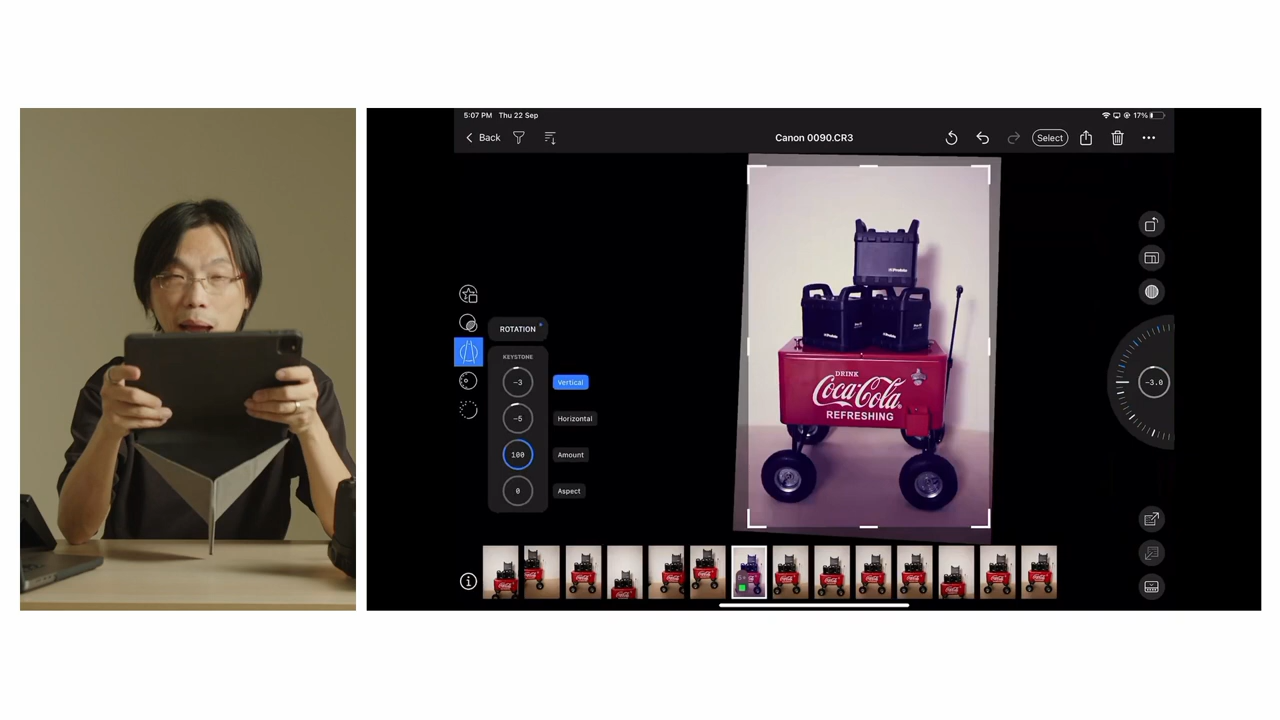 5:07 PM Thu 22 Sep
17%
Back
Canon 0090.CR3
Select
ROTATION
KEYSTONE
-3
Vertical
-5
Horizontal
100
Amount
0
Aspect
-3.0
Profoto
DRINK
Coca-Cola
REFRESHING